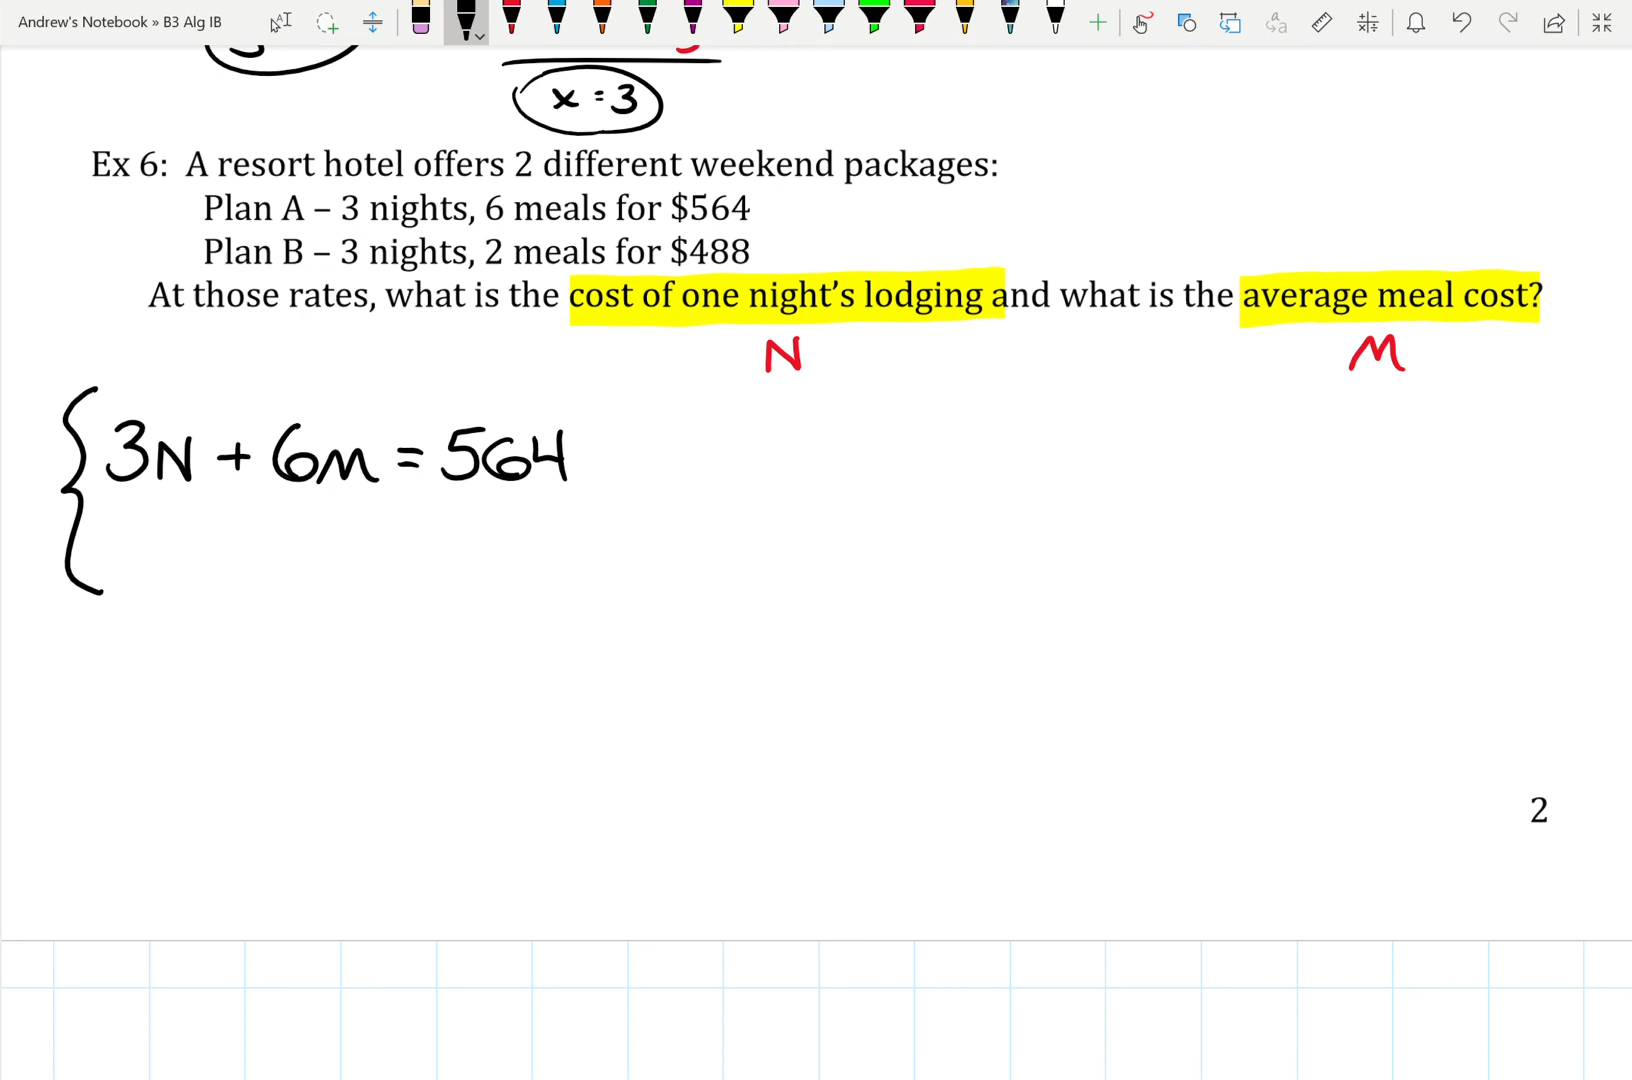 Andrew's Notebook » B3 Alg IB
x = 3
Ex 6: A resort hotel offers 2 different weekend packages:
Plan A – 3 nights, 6 meals for $564
Plan B – 3 nights, 2 meals for $488
At those rates, what is the cost of one night's lodging and what is the average meal cost?
N M
3N + 6M = 564
2